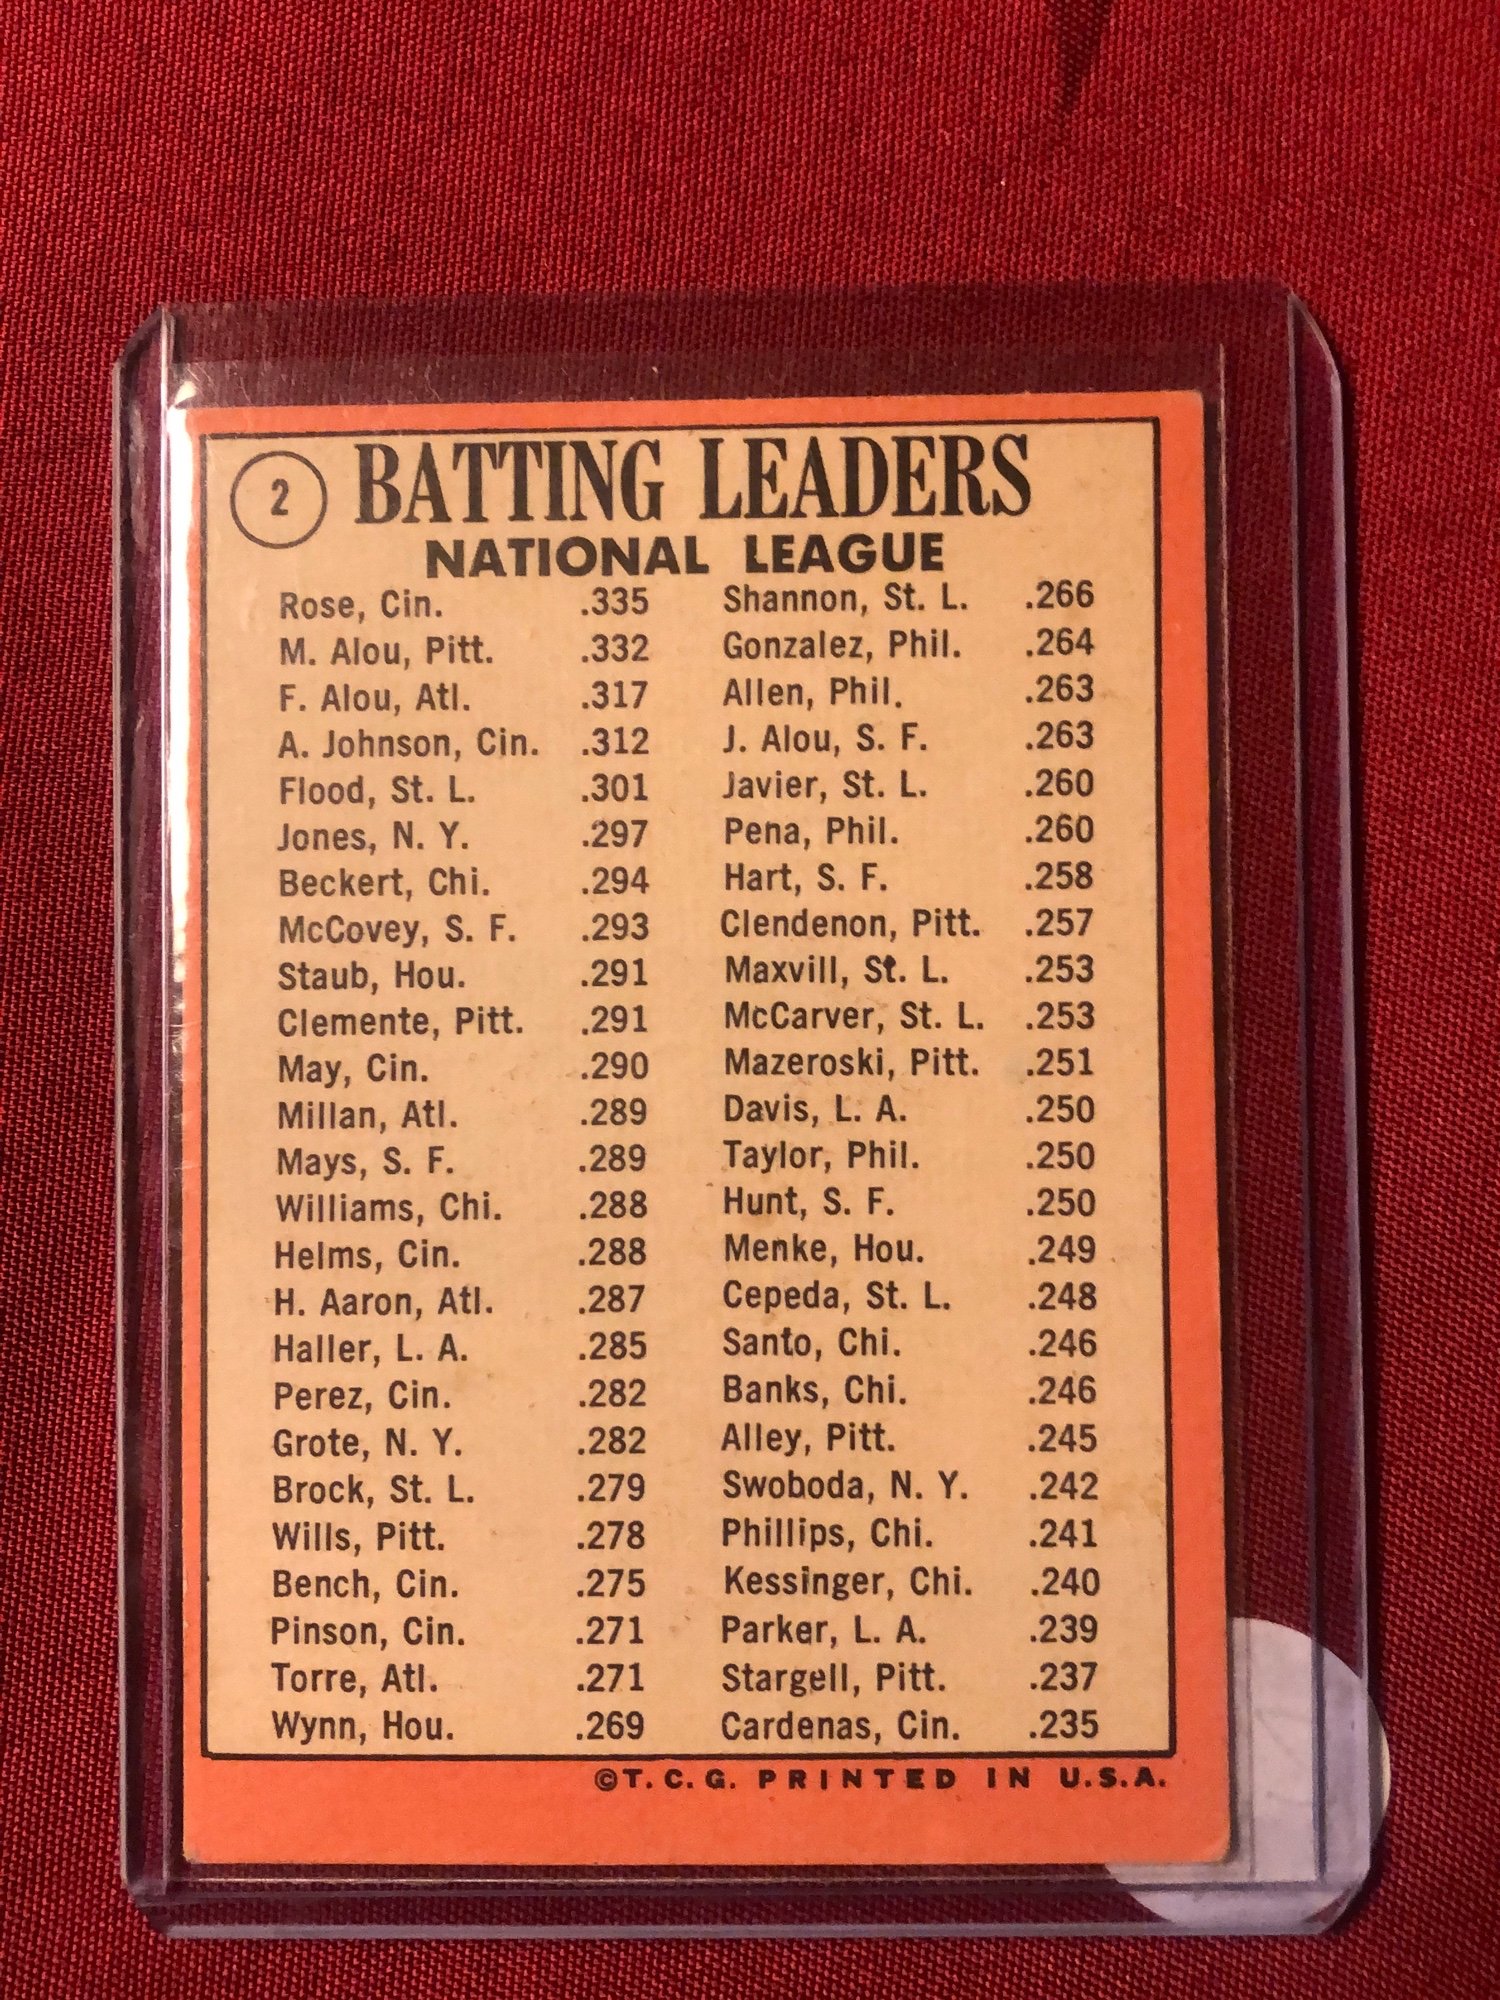 2
BATTING LEADERS
NATIONAL LEAGUE
Rose, Cin. .335
M. Alou, Pitt. .332
F. Alou, Atl. .317
A. Johnson, Cin. .312
Flood, St. L. .301
Jones, N. Y. .297
Beckert, Chi. .294
McCovey, S. F. .293
Staub, Hou. .291
Clemente, Pitt. .291
May, Cin. .290
Millan, Atl. .289
Mays, S. F. .289
Williams, Chi. .288
Helms, Cin. .288
H. Aaron, Atl. .287
Haller, L. A. .285
Perez, Cin. .282
Grote, N. Y. .282
Brock, St. L. .279
Wills, Pitt. .278
Bench, Cin. .275
Pinson, Cin. .271
Torre, Atl. .271
Wynn, Hou. .269
Shannon, St. L. .266
Gonzalez, Phil. .264
Allen, Phil. .263
J. Alou, S. F. .263
Javier, St. L. .260
Pena, Phil. .260
Hart, S. F. .258
Clendenon, Pitt. .257
Maxvill, St. L. .253
McCarver, St. L. .253
Mazeroski, Pitt. .251
Davis, L. A. .250
Taylor, Phil. .250
Hunt, S. F. .250
Menke, Hou. .249
Cepeda, St. L. .248
Santo, Chi. .246
Banks, Chi. .246
Alley, Pitt. .245
Swoboda, N. Y. .242
Phillips, Chi. .241
Kessinger, Chi. .240
Parker, L. A. .239
Stargell, Pitt. .237
Cardenas, Cin. .235
©T. C. G. PRINTED IN U.S.A.